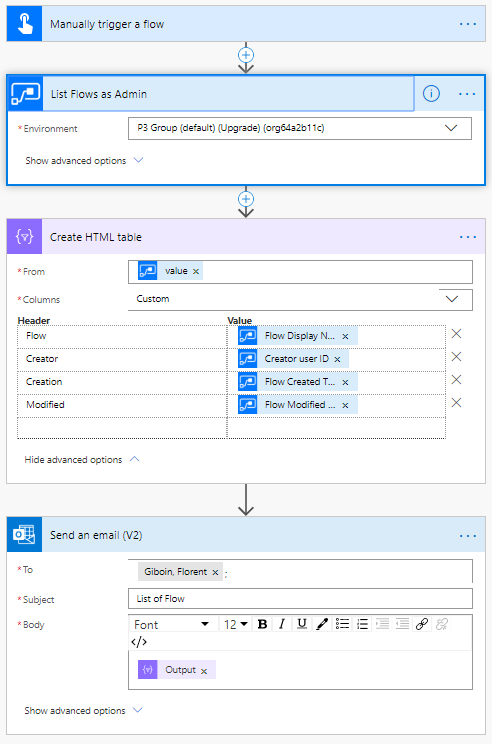 Manually trigger a flow
List Flows as Admin
* Environment P3 Group (default) (Upgrade) (org64a2b11c)
Show advanced options
Create HTML table
* From value ×
* Columns Custom
Header Value
Flow Flow Display N... ×
Creator Creator user ID ×
Creation Flow Created T... ×
Modified Flow Modified ... ×
Hide advanced options
Send an email (V2)
* To Giboin, Florent × ;
* Subject List of Flow
* Body Font 12 B I U
</>
Output ×
Show advanced options